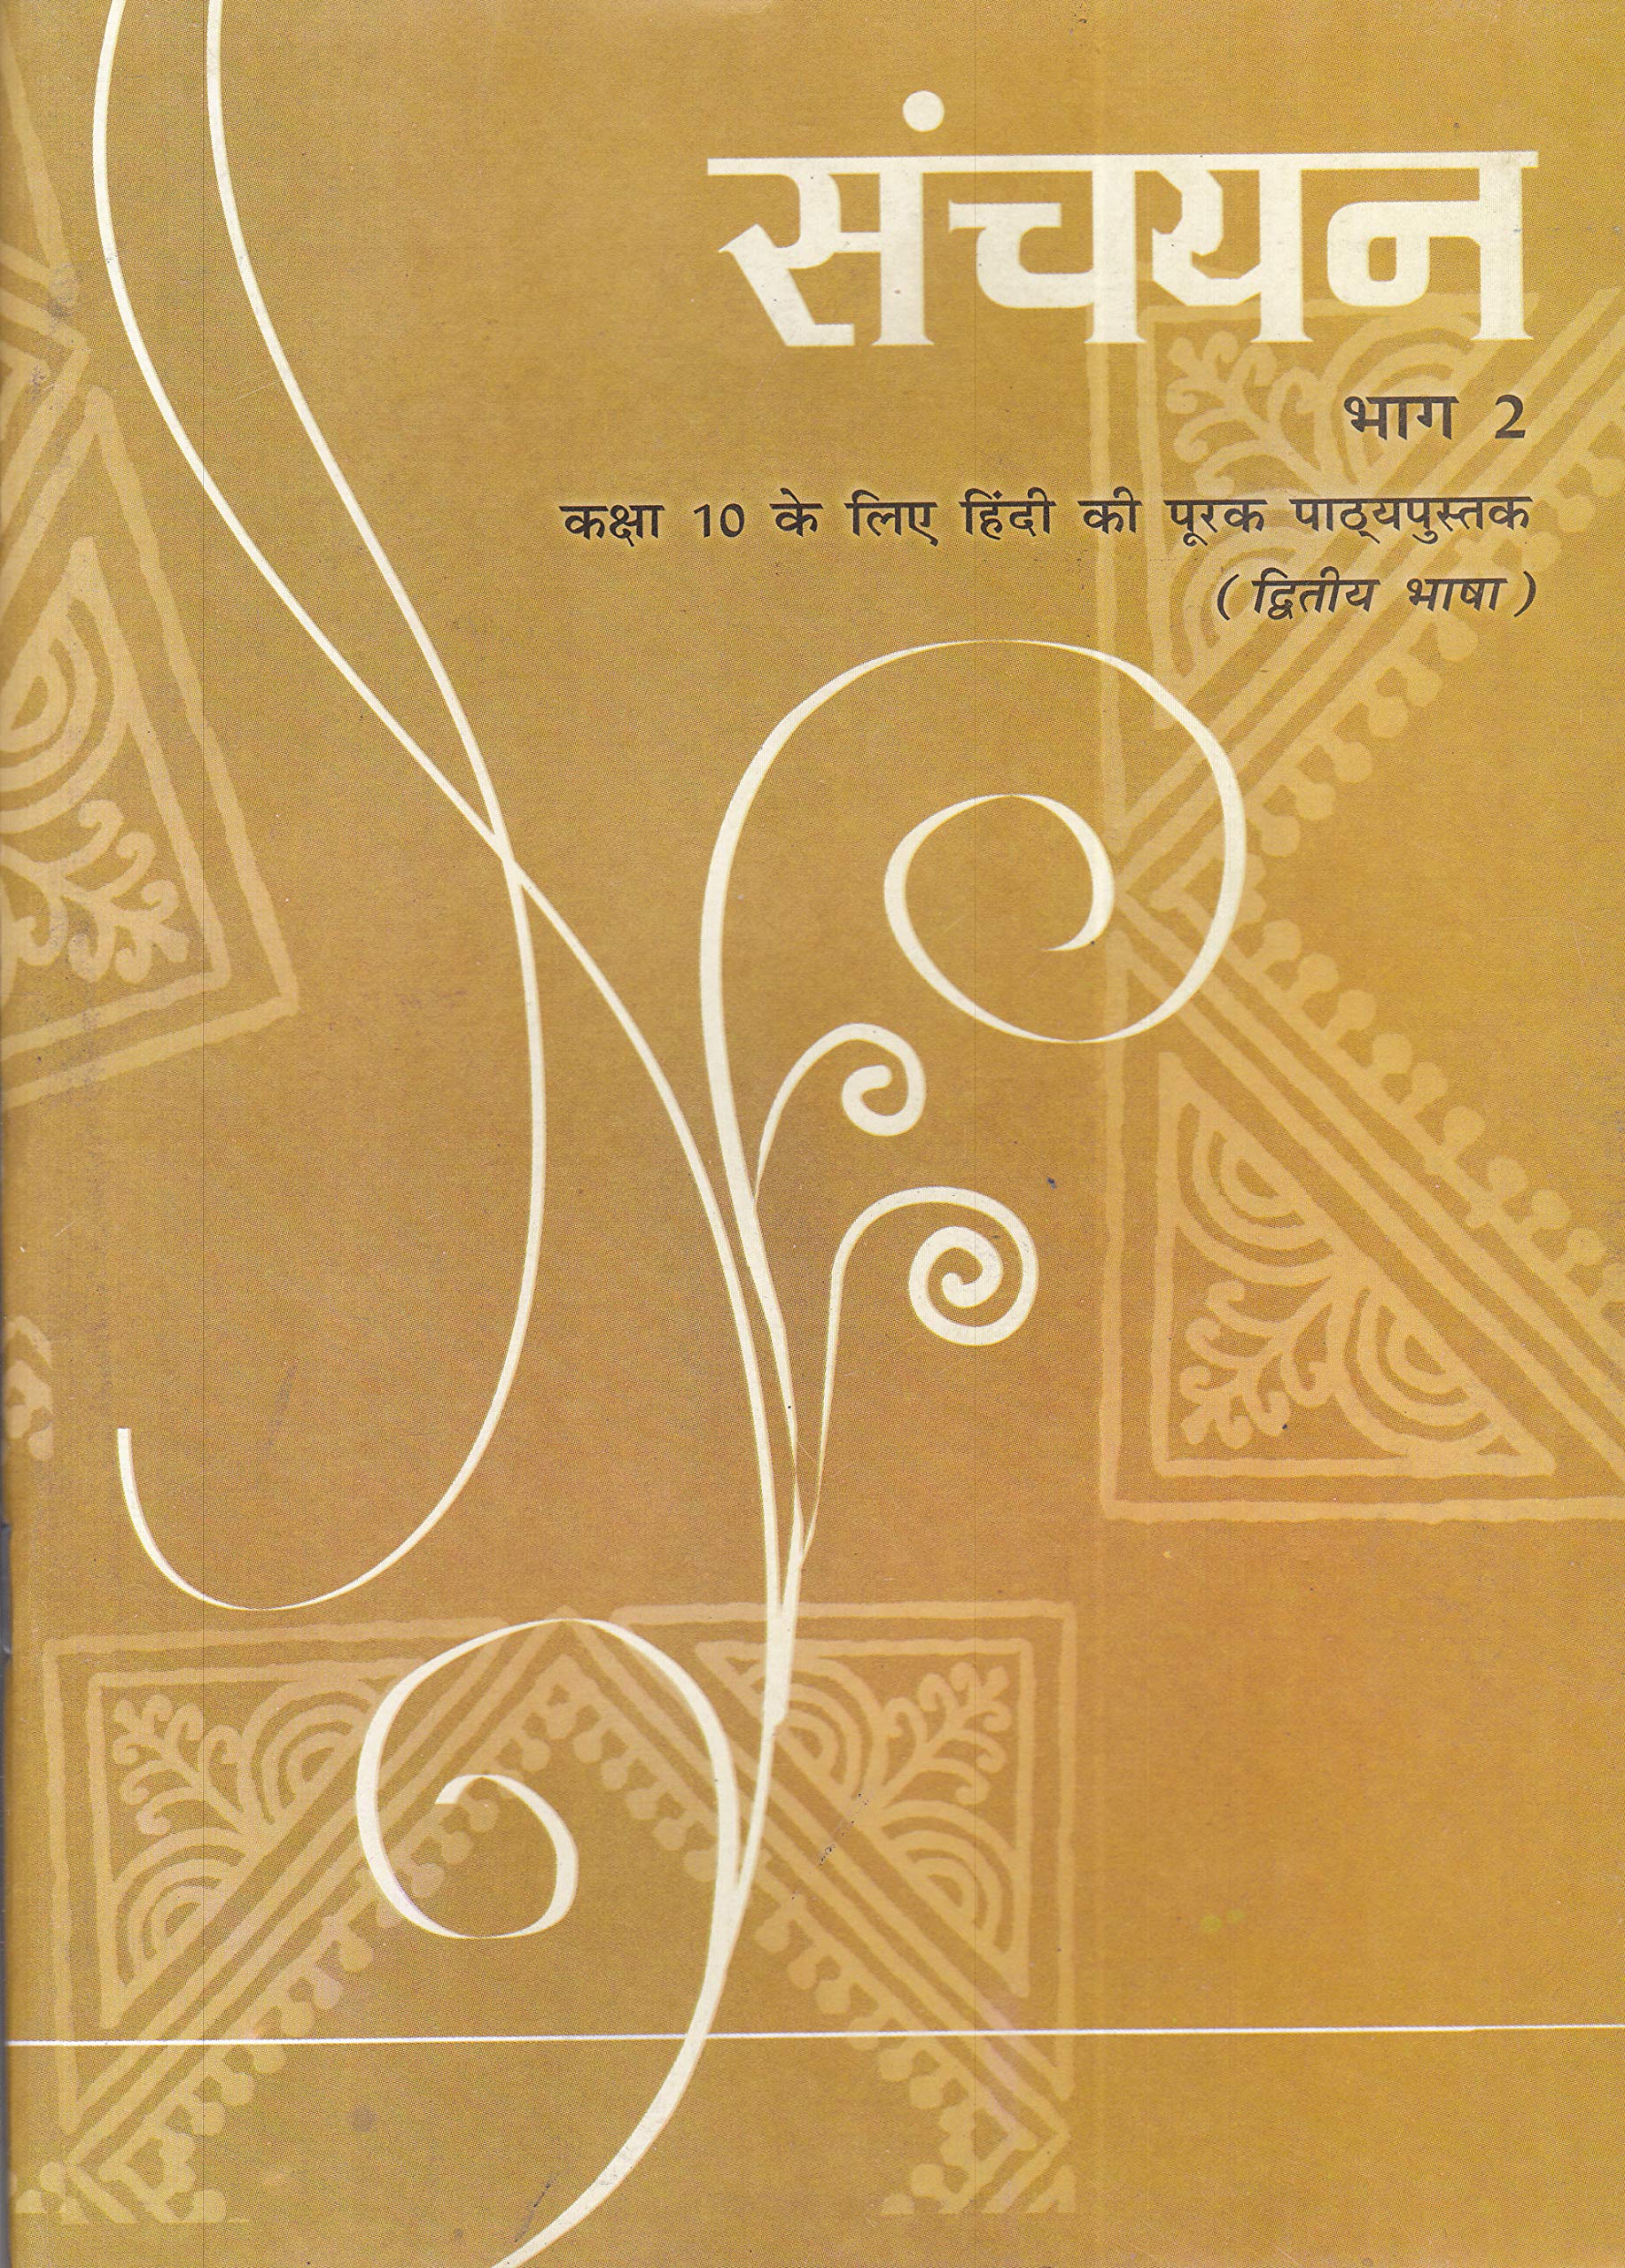 संचयन
भाग 2
कक्षा 10 के लिए हिंदी की पूरक पाठ्यपुस्तक
(द्वितीय भाषा)